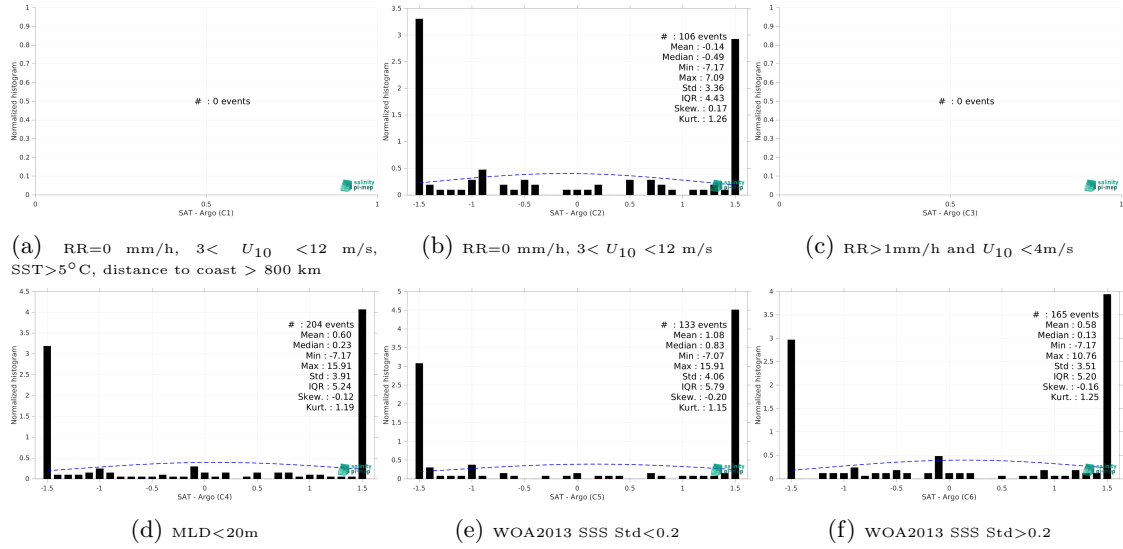 1
0.9
0.8
0.7
0.6
0.5
0.4
0.3
0.2
0.1
0
Normalized histogram
# : 0 events
salinity
pi-mep
0 0.5 1
SAT - Argo (C1)
3.5
3
2.5
2
1.5
1
0.5
0
Normalized histogram
# : 106 events
Mean : -0.14
Median : -0.49
Min : -7.17
Max : 7.09
Std : 3.36
IQR : 4.43
Skew. : 0.17
Kurt. : 1.26
salinity
pi-mep
-1.5 -1 -0.5 0 0.5 1 1.5
SAT - Argo (C2)
1
0.9
0.8
0.7
0.6
0.5
0.4
0.3
0.2
0.1
0
Normalized histogram
# : 0 events
salinity
pi-mep
0 0.5 1
SAT - Argo (C3)
(a) RR=0 mm/h, 3< U10 <12 m/s,
SST>5°C, distance to coast > 800 km
(b) RR=0 mm/h, 3< U10 <12 m/s
(c) RR>1mm/h and U10 <4m/s
4.5
4
3.5
3
2.5
2
1.5
1
0.5
0
Normalized histogram
# : 204 events
Mean : 0.60
Median : 0.23
Min : -7.17
Max : 15.91
Std : 3.91
IQR : 5.24
Skew. : -0.12
Kurt. : 1.19
salinity
pi-mep
-1.5 -1 -0.5 0 0.5 1 1.5
SAT - Argo (C4)
5
4.5
4
3.5
3
2.5
2
1.5
1
0.5
0
Normalized histogram
# : 133 events
Mean : 1.08
Median : 0.83
Min : -7.07
Max : 15.91
Std : 4.06
IQR : 5.79
Skew. : -0.20
Kurt. : 1.15
salinity
pi-mep
-1.5 -1 -0.5 0 0.5 1 1.5
SAT - Argo (C5)
4
3.5
3
2.5
2
1.5
1
0.5
0
Normalized histogram
# : 165 events
Mean : 0.58
Median : 0.13
Min : -7.17
Max : 10.76
Std : 3.51
IQR : 5.20
Skew. : -0.16
Kurt. : 1.25
salinity
pi-mep
-1.5 -1 -0.5 0 0.5 1 1.5
SAT - Argo (C6)
(d) MLD<20m
(e) WOA2013 SSS Std<0.2
(f) WOA2013 SSS Std>0.2